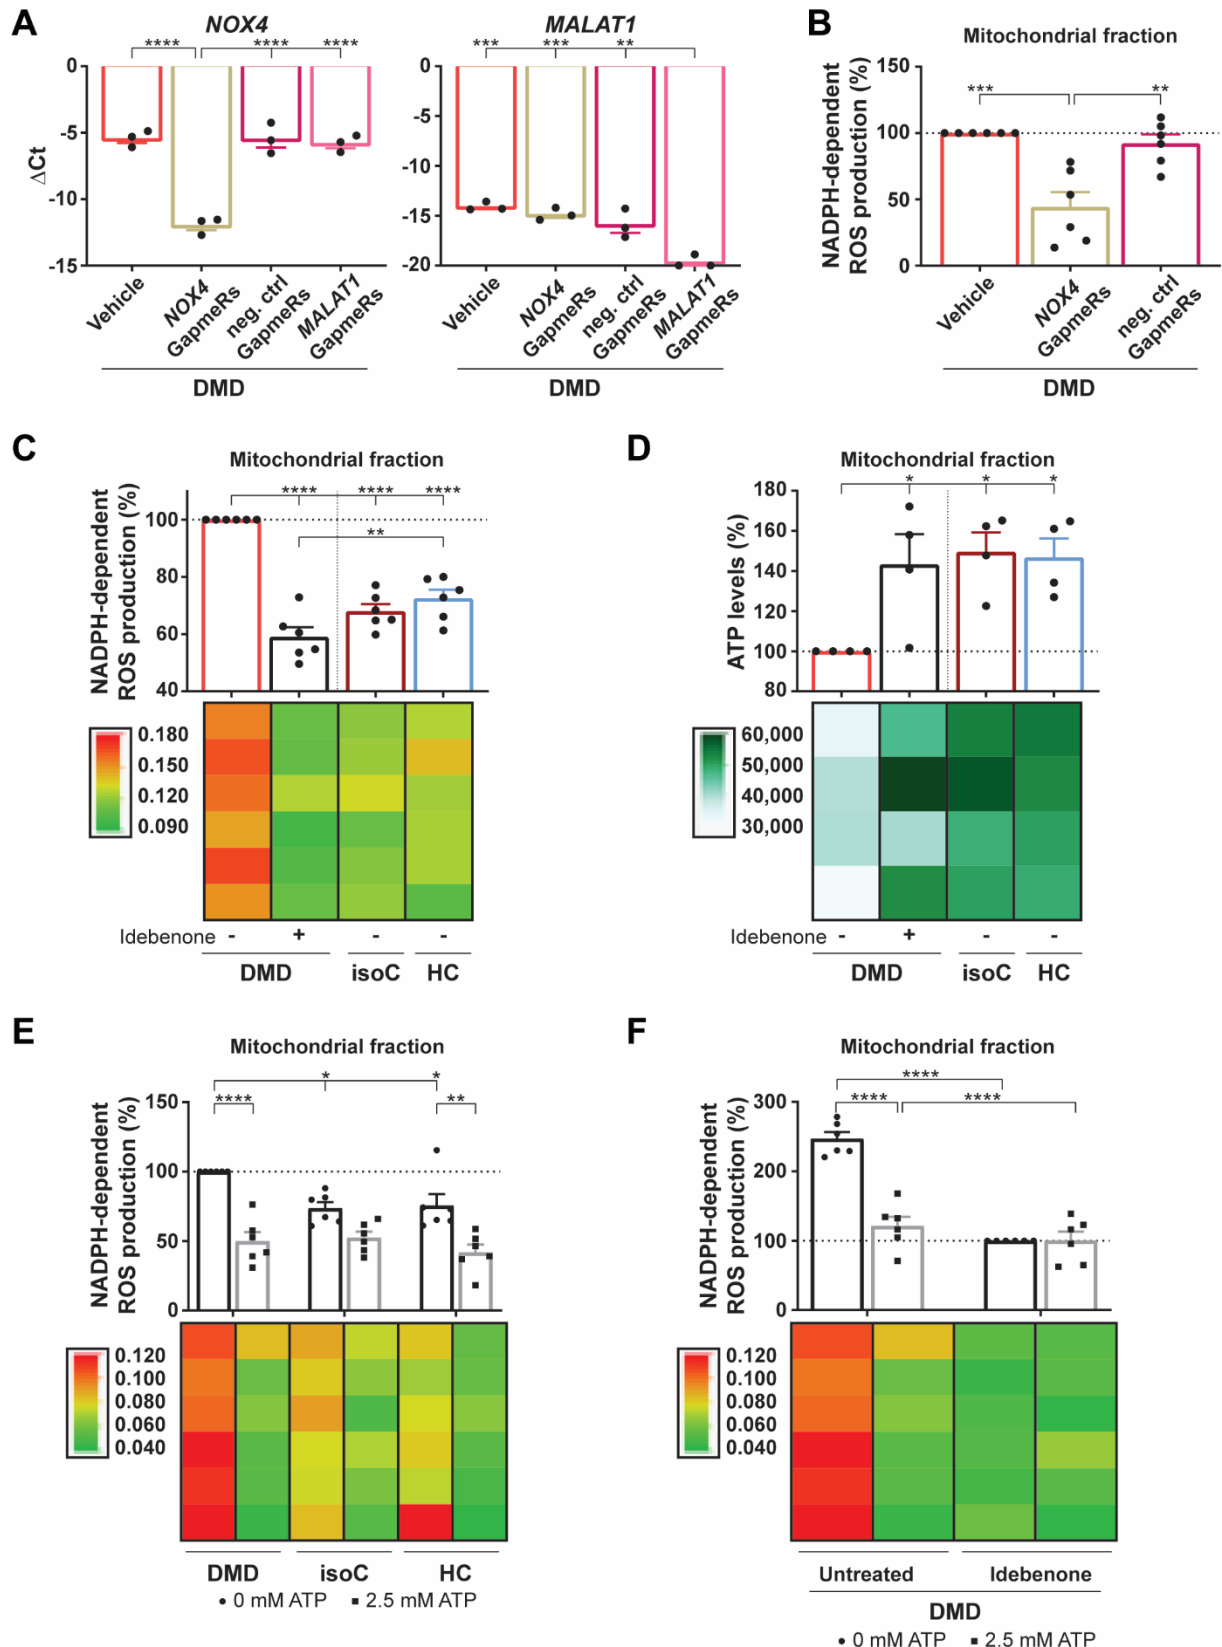 A
NOX4
MALAT1
**** **** ****
*** *** **
ΔCt
0
-5
-10
-15
0
-5
-10
-15
-20
Vehicle
NOX4 GapmeRs
neg. ctrl GapmeRs
MALAT1 GapmeRs
DMD
Vehicle
NOX4 GapmeRs
neg. ctrl GapmeRs
MALAT1 GapmeRs
DMD
B
Mitochondrial fraction
*** **
NADPH-dependent
ROS production (%)
150
100
50
0
Vehicle
NOX4 GapmeRs
neg. ctrl GapmeRs
DMD
C
Mitochondrial fraction
**** **** ****
**
NADPH-dependent
ROS production (%)
100
80
60
40
0.180
0.150
0.120
0.090
Idebenone - + - -
DMD isoC HC
D
Mitochondrial fraction
* * *
ATP levels (%)
180
160
140
120
100
80
60,000
50,000
40,000
30,000
Idebenone - + - -
DMD isoC HC
E
Mitochondrial fraction
* *
**** **
NADPH-dependent
ROS production (%)
150
100
50
0
0.120
0.100
0.080
0.060
0.040
DMD isoC HC
● 0 mM ATP ■ 2.5 mM ATP
F
Mitochondrial fraction
****
**** ****
NADPH-dependent
ROS production (%)
300
200
100
0
0.120
0.100
0.080
0.060
0.040
Untreated Idebenone
DMD
● 0 mM ATP ■ 2.5 mM ATP